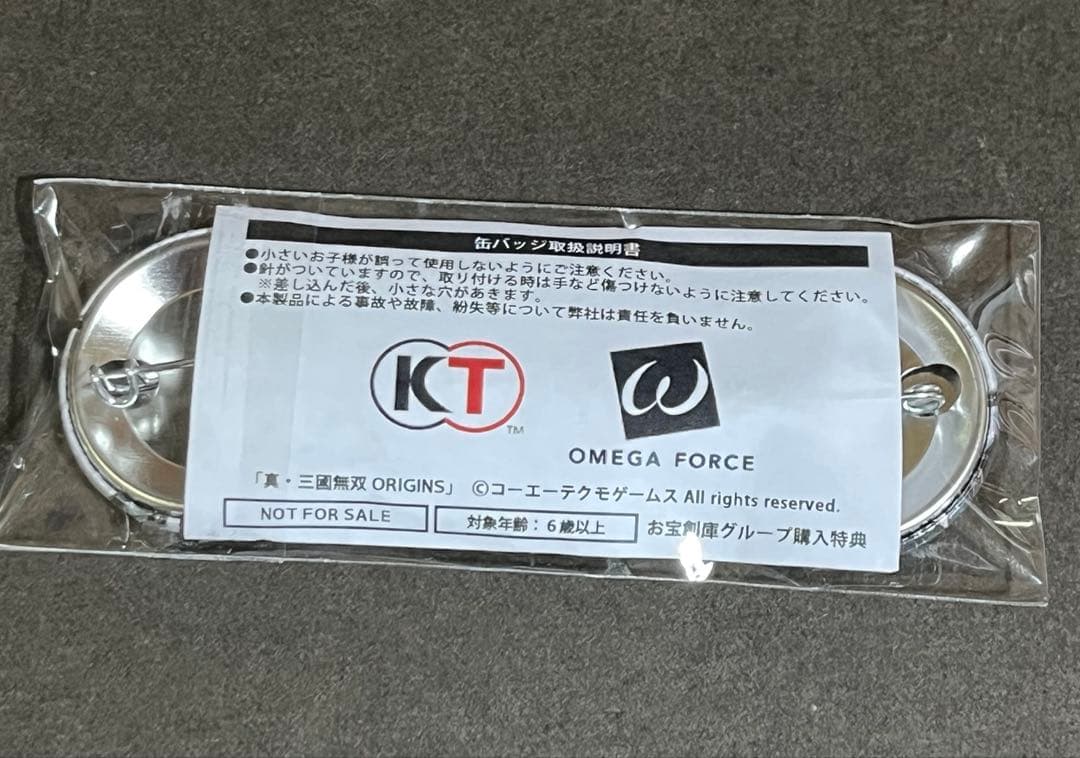 缶バッジ取扱説明書
●小さいお子様が誤って使用しないようにご注意ください。
●針がついていますので、取り付ける時は手など傷つけないように注意してください。
※差し込んだ後、小さな穴があきます。
●本製品による事故や故障、紛失等について弊社は責任を負いません。
KT™
ω
OMEGA FORCE
「真・三國無双 ORIGINS」 ©コーエーテクモゲームス All rights reserved.
NOT FOR SALE
対象年齢：６歳以上
お宝創庫グループ購入特典